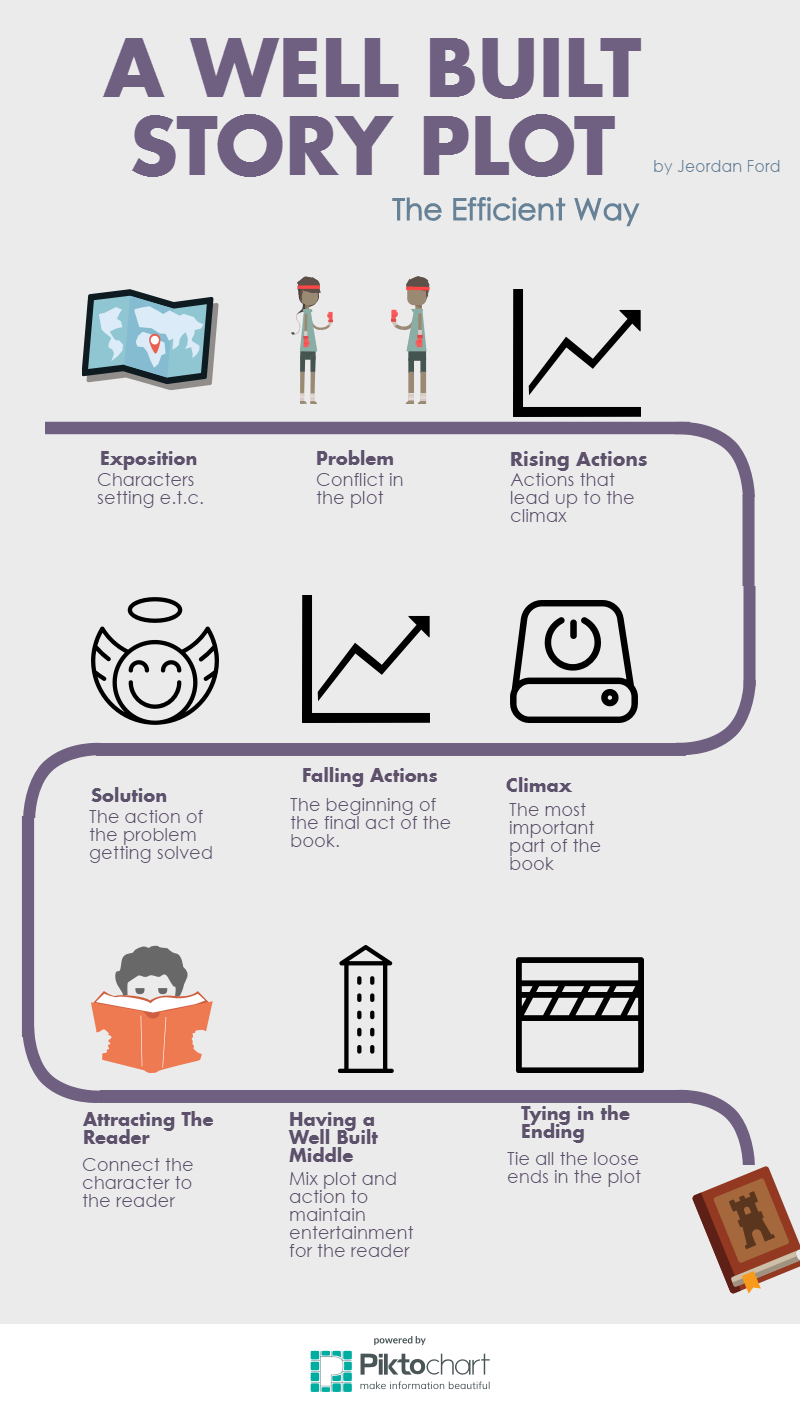 A WELL BUILT
STORY PLOT
by Jeordan Ford
The Efficient Way
Exposition
Characters
setting e.t.c.
Problem
Conflict in
the plot
Rising Actions
Actions that
lead up to the
climax
Solution
The action of
the problem
getting solved
Falling Actions
The beginning of
the final act of the
book.
Climax
The most
important
part of the
book
Attracting The
Reader
Connect the
character to
the reader
Having a
Well Built
Middle
Mix plot and
action to
maintain
entertainment
for the reader
Tying in the
Ending
Tie all the loose
ends in the plot
powered by
Piktochart
make information beautiful